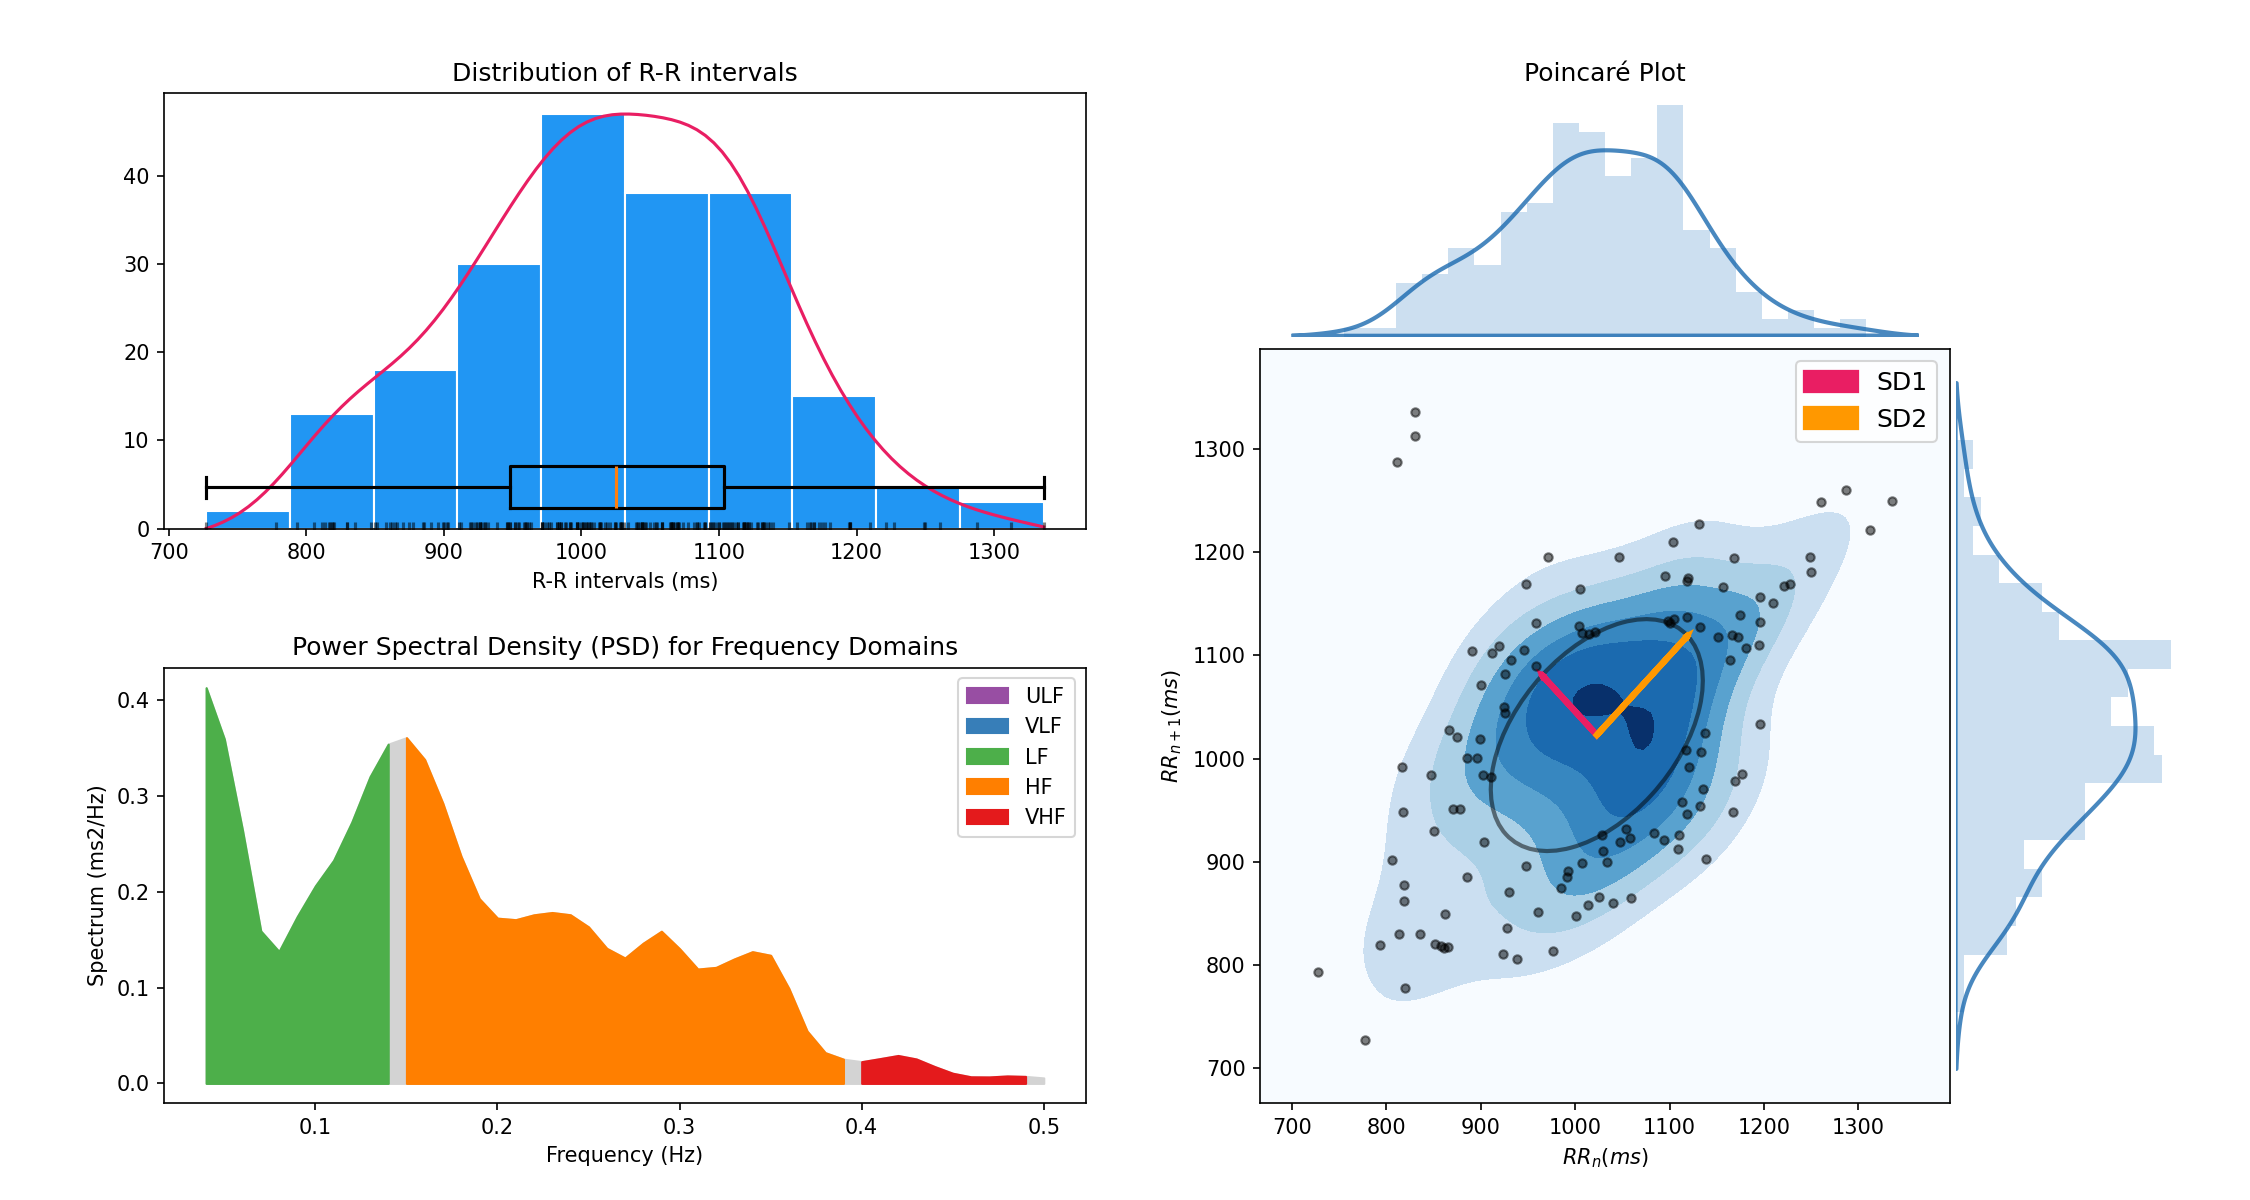 Distribution of R-R intervals
40
30
20
10
0
700 800 900 1000 1100 1200 1300
R-R intervals (ms)
Power Spectral Density (PSD) for Frequency Domains
ULF
VLF
LF
HF
VHF
Spectrum (ms2/Hz)
0.4
0.3
0.2
0.1
0.0
0.1 0.2 0.3 0.4 0.5
Frequency (Hz)
Poincaré Plot
SD1
SD2
RRn+1(ms)
1300
1200
1100
1000
900
800
700
700 800 900 1000 1100 1200 1300
RRn(ms)